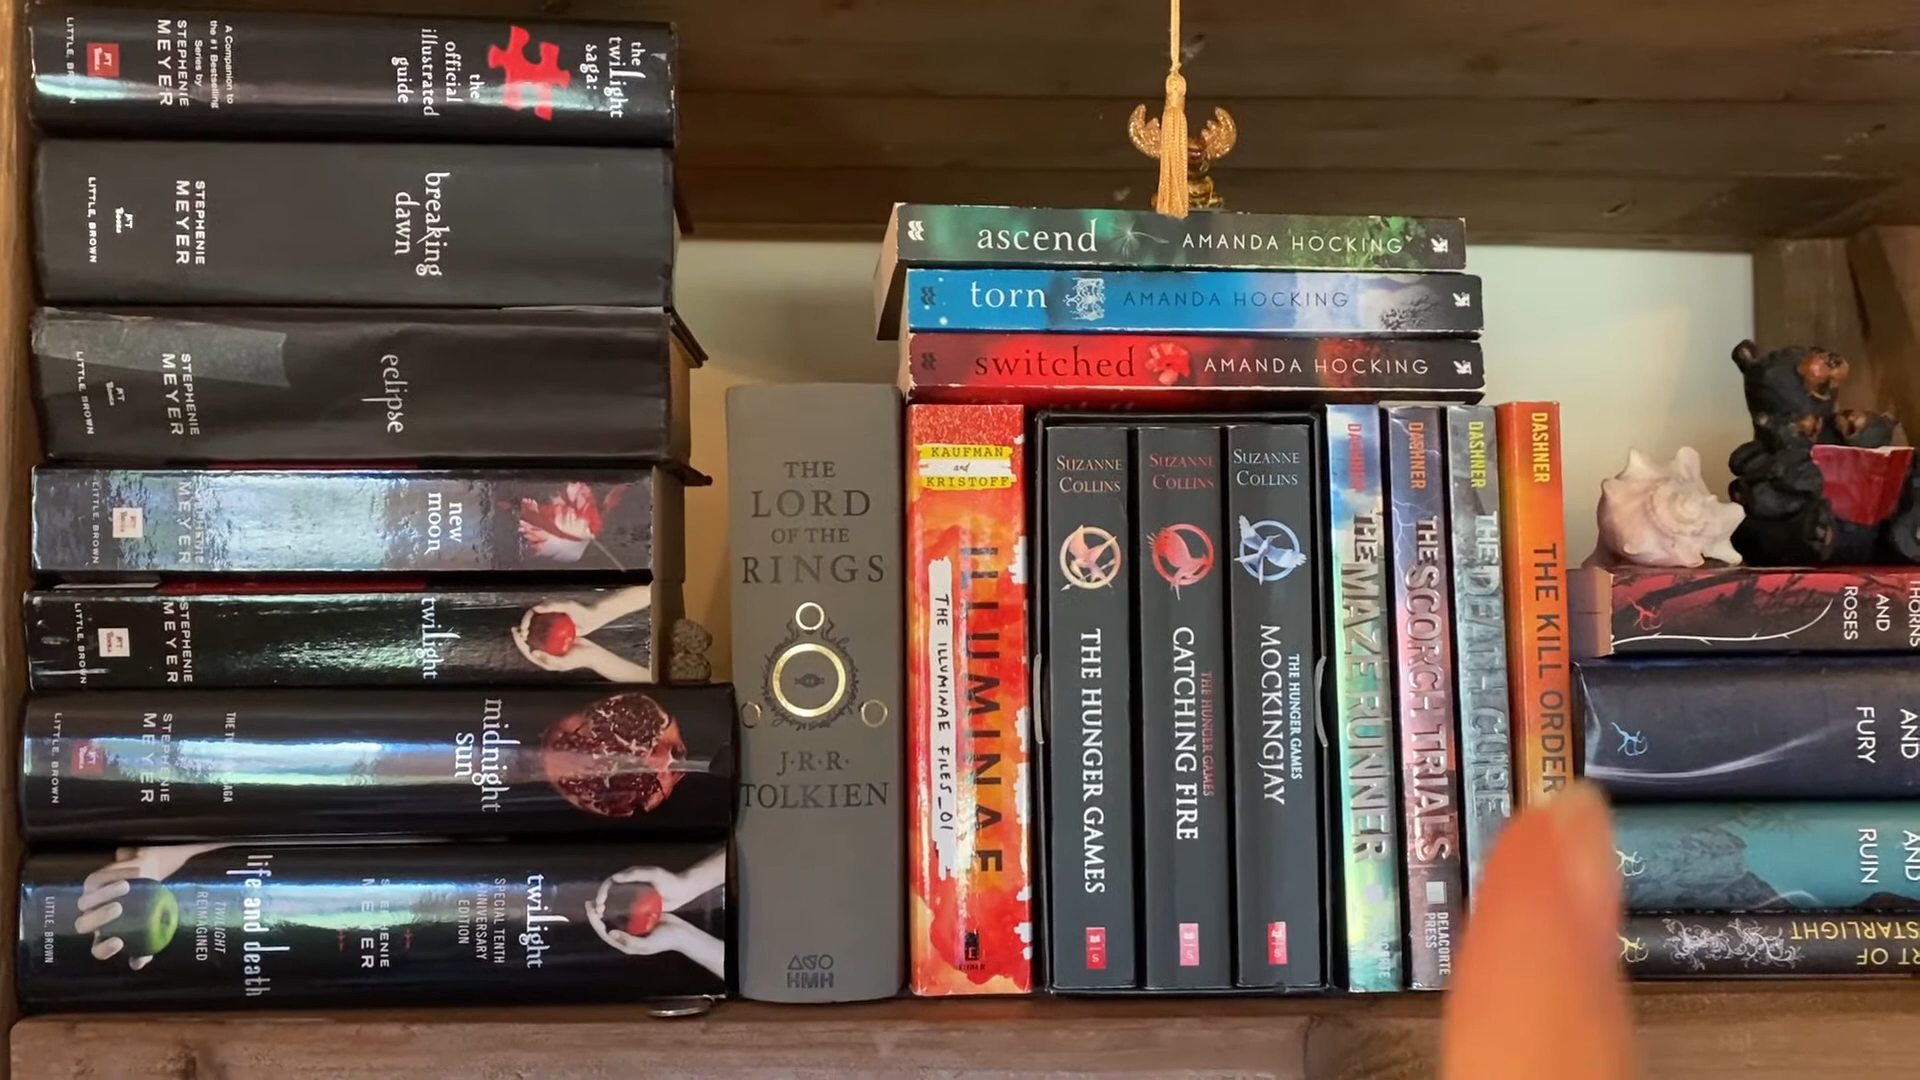 the
twilight
saga:
the
official
illustrated
guide
A Companion to
the #1 Bestselling
Series by
STEPHENIE
MEYER
LITTLE, BROWN
breaking
dawn
STEPHENIE
MEYER
LITTLE, BROWN
eclipse
STEPHENIE
MEYER
LITTLE, BROWN
new
moon
STEPHENIE
MEYER
LITTLE, BROWN
twilight
STEPHENIE
MEYER
LITTLE, BROWN
midnight
sun
STEPHENIE
MEYER
LITTLE, BROWN
twilight
SPECIAL TENTH
ANNIVERSARY
EDITION
STEPHENIE
MEYER
life and death
TWILIGHT
REIMAGINED
LITTLE, BROWN
THE
LORD
OF THE
RINGS
J·R·R·
TOLKIEN
HMH
ascend AMANDA HOCKING
torn AMANDA HOCKING
switched AMANDA HOCKING
KAUFMAN
and
KRISTOFF
ILLUMINAE
THE ILLUMINAE FILES_01
SUZANNE
COLLINS
THE HUNGER GAMES
SUZANNE
COLLINS
THE HUNGER GAMES
CATCHING FIRE
SUZANNE
COLLINS
THE HUNGER GAMES
MOCKINGJAY
DASHNER
THE MAZE RUNNER
DASHNER
THE SCORCH TRIALS
DELACORTE
PRESS
DASHNER
THE DEATH CURE
DASHNER
THE KILL ORDER
THORNS
AND
ROSES
AND
FURY
AND
RUIN
RT OF
STARLIGHT